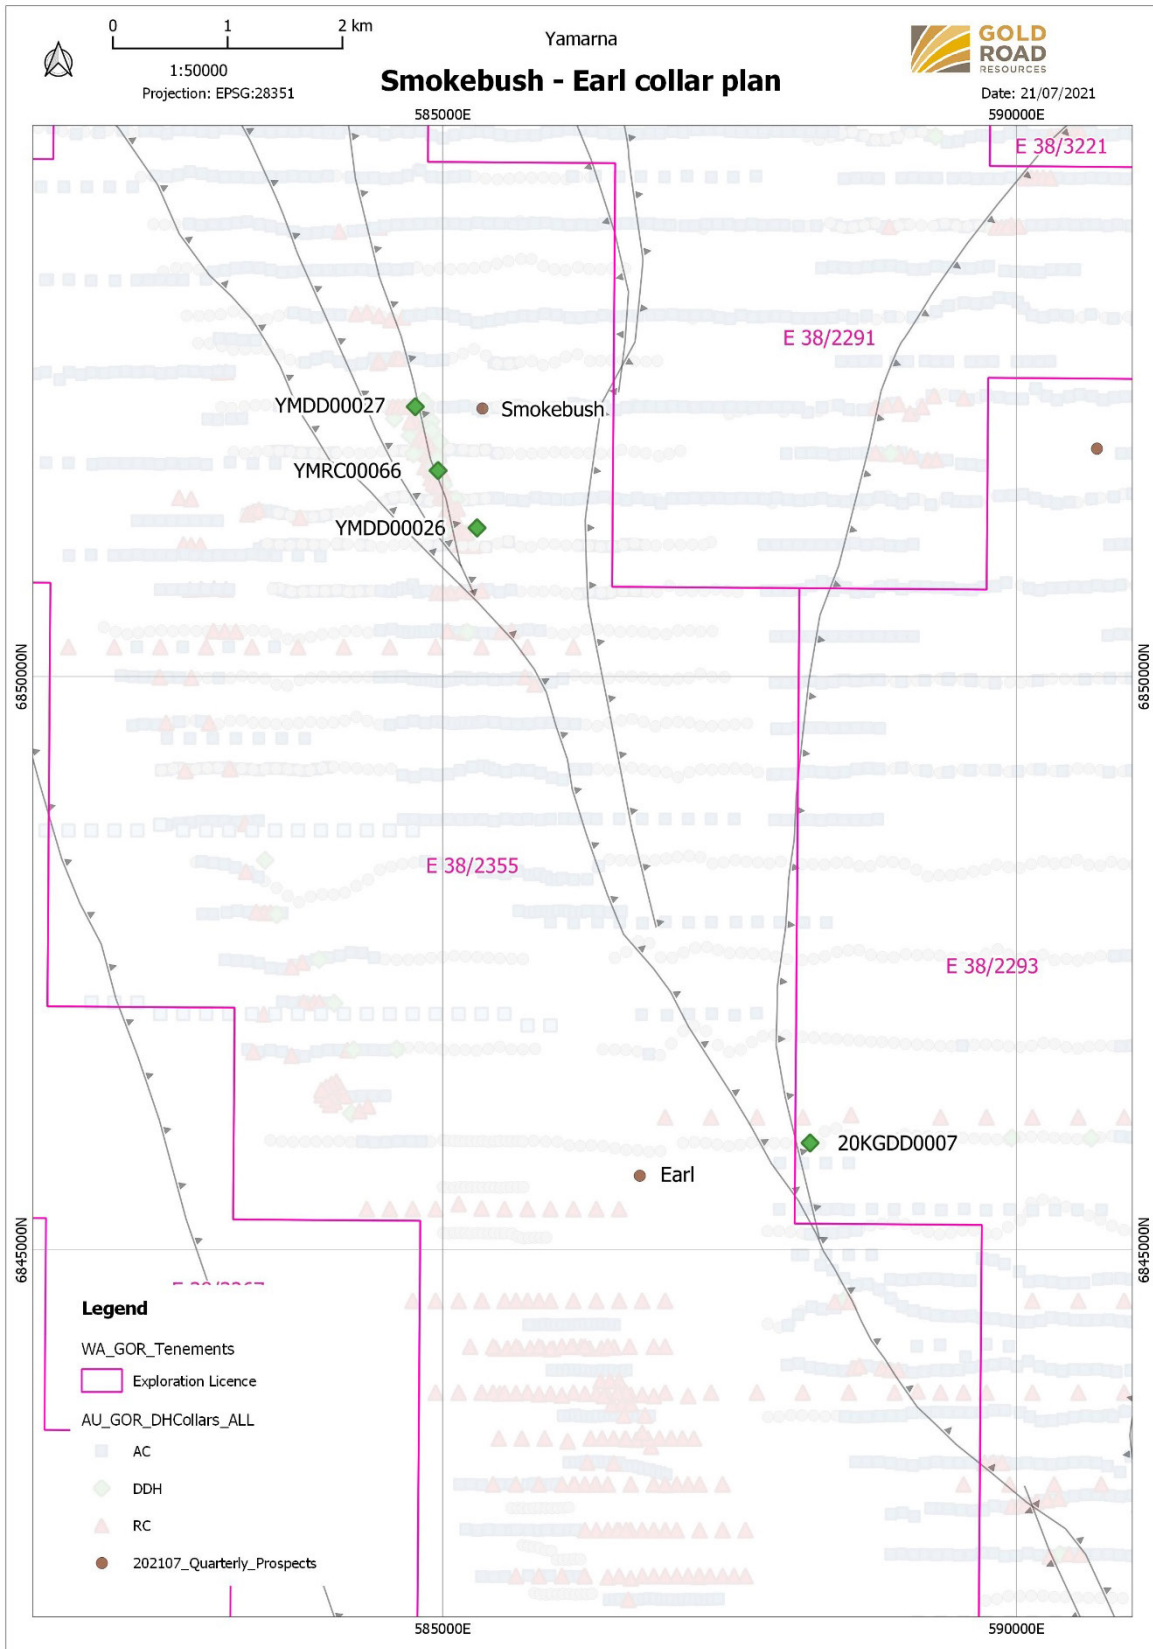 0 1 2 km
1:50000
Projection: EPSG:28351
Yamarna
Smokebush - Earl collar plan
GOLD
ROAD
RESOURCES
Date: 21/07/2021
585000E 590000E
E 38/3221
E 38/2291
YMDD00027
Smokebush
YMRC00066
YMDD00026
6850000N 6850000N
E 38/2355
E 38/2293
20KGDD0007
Earl
6845000N 6845000N
Legend
WA_GOR_Tenements
Exploration Licence
AU_GOR_DHCollars_ALL
AC
DDH
RC
202107_Quarterly_Prospects
585000E 590000E